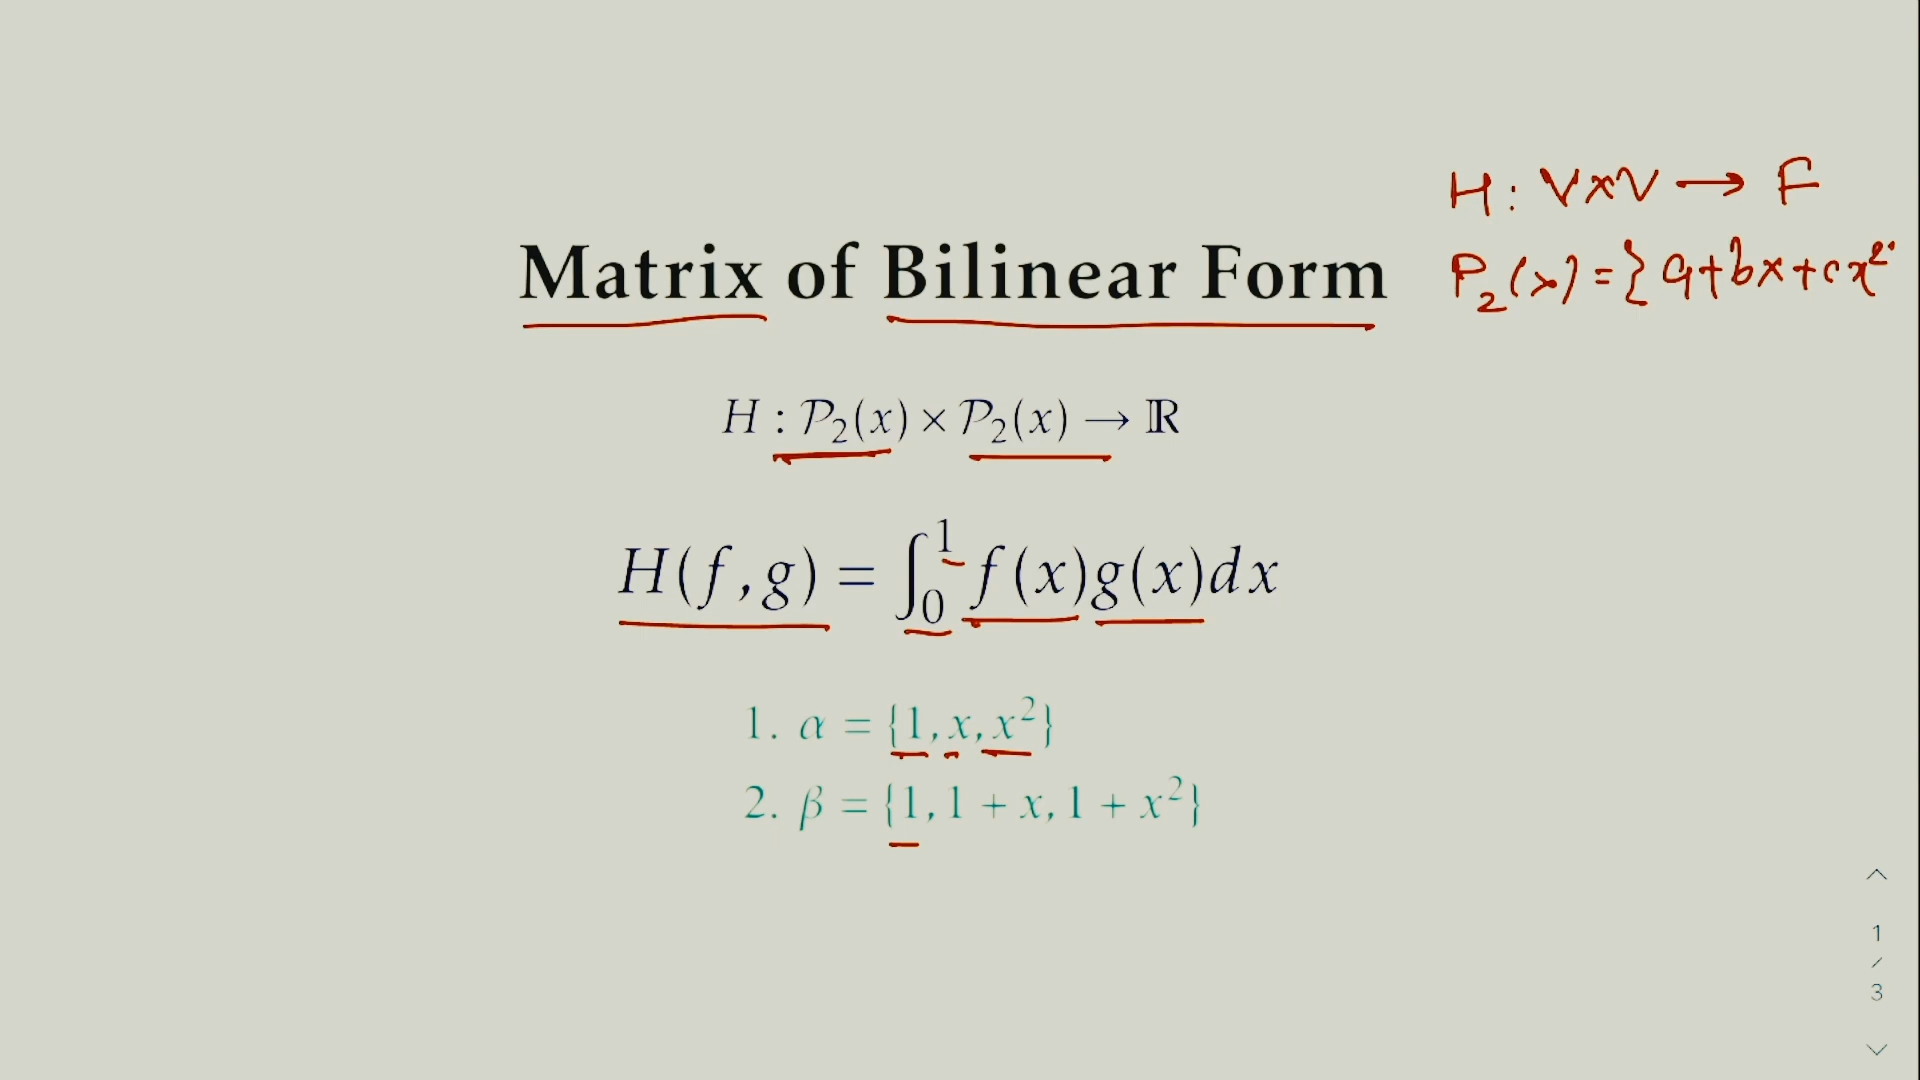 H : V×V → F
Matrix of Bilinear Form
P₂(x) = { a+bx+cx²
H : 𝒫₂(x) × 𝒫₂(x) → ℝ
H(f,g) = ∫₀¹ f(x)g(x)dx
1. α = {1, x, x²}
2. β = {1, 1 + x, 1 + x²}
1
/
3